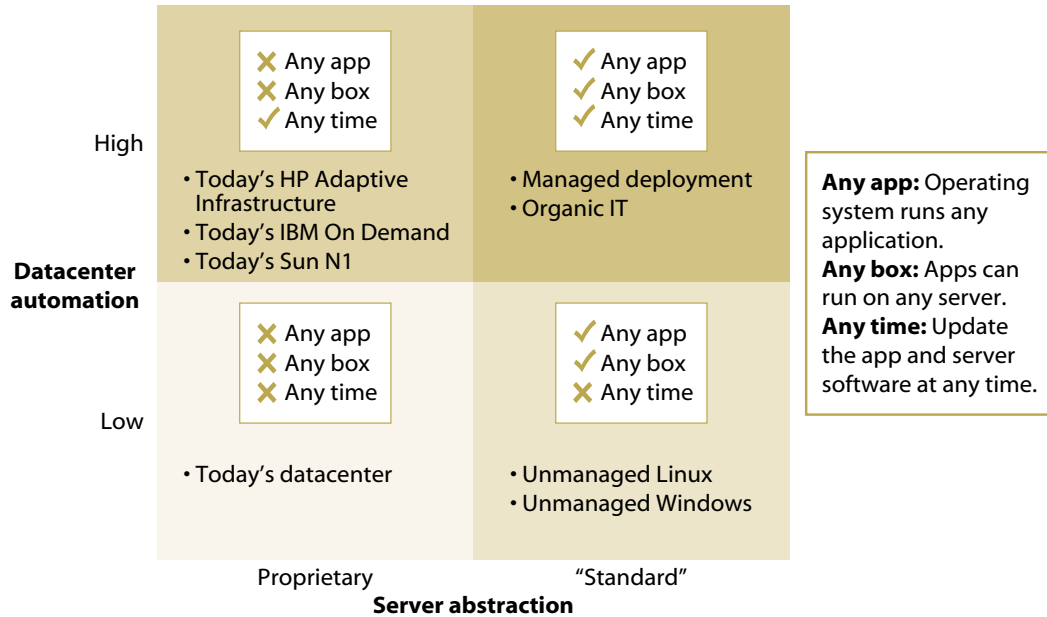 Any app
Any box
Any time
Any app
Any box
Any time
High
• Today's HP Adaptive
Infrastructure
• Today's IBM On Demand
• Today's Sun N1
• Managed deployment
• Organic IT
Any app: Operating
system runs any
application.
Any box: Apps can
run on any server.
Any time: Update
the app and server
software at any time.
Datacenter
automation
Any app
Any box
Any time
Any app
Any box
Any time
Low
• Today's datacenter
• Unmanaged Linux
• Unmanaged Windows
Proprietary
“Standard”
Server abstraction